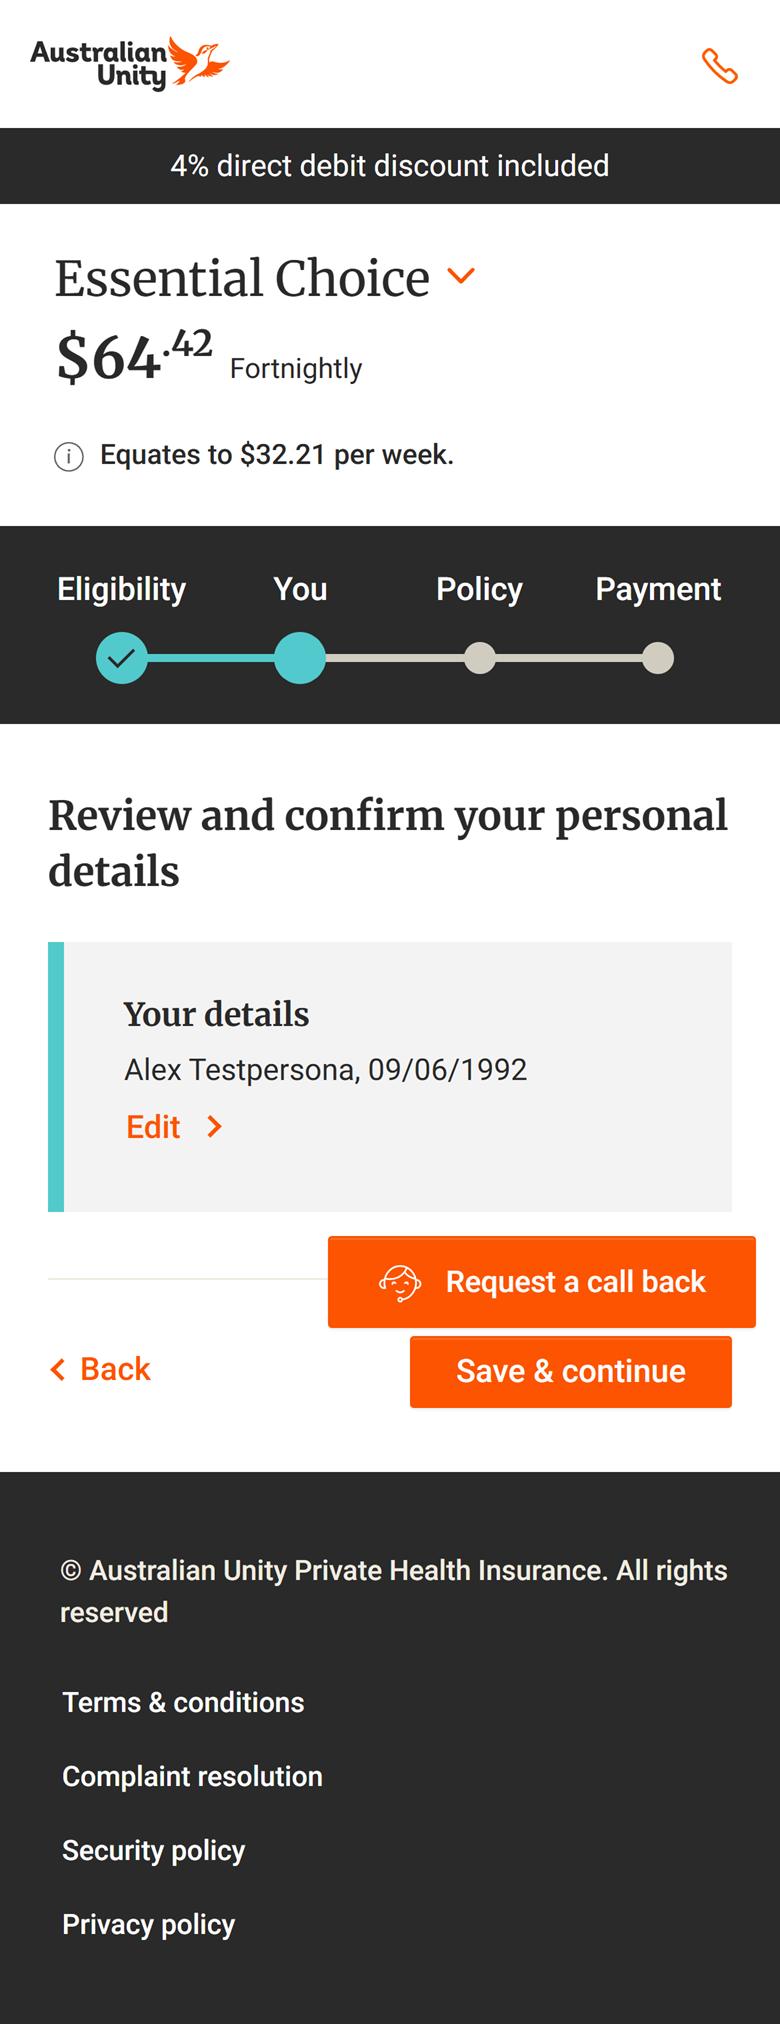 Australian
Unity
4% direct debit discount included
Essential Choice
$64.42 Fortnightly
Equates to $32.21 per week.
Eligibility You Policy Payment
Review and confirm your personal
details
Your details
Alex Testpersona, 09/06/1992
Edit
Request a call back
Back
Save & continue
© Australian Unity Private Health Insurance. All rights
reserved
Terms & conditions
Complaint resolution
Security policy
Privacy policy